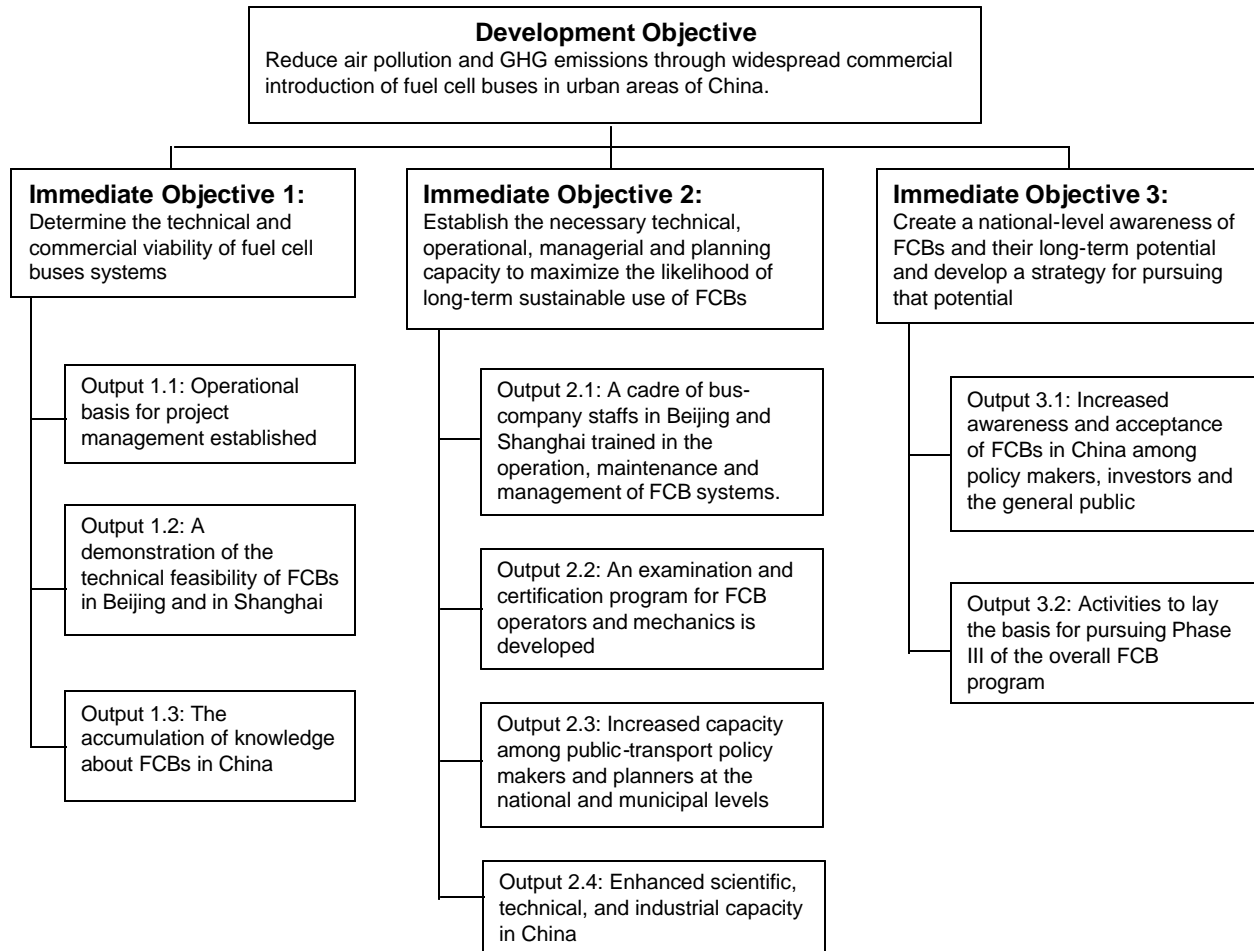 Development Objective
Reduce air pollution and GHG emissions through widespread commercial
introduction of fuel cell buses in urban areas of China.
Immediate Objective 1:
Determine the technical and
commercial viability of fuel cell
buses systems
Output 1.1: Operational
basis for project
management established
Output 1.2: A
demonstration of the
technical feasibility of FCBs
in Beijing and in Shanghai
Output 1.3: The
accumulation of knowledge
about FCBs in China
Immediate Objective 2:
Establish the necessary technical,
operational, managerial and planning
capacity to maximize the likelihood of
long-term sustainable use of FCBs
Output 2.1: A cadre of bus-
company staffs in Beijing and
Shanghai trained in the
operation, maintenance and
management of FCB systems.
Output 2.2: An examination and
certification program for FCB
operators and mechanics is
developed
Output 2.3: Increased capacity
among public-transport policy
makers and planners at the
national and municipal levels
Output 2.4: Enhanced scientific,
technical, and industrial capacity
in China
Immediate Objective 3:
Create a national-level awareness of
FCBs and their long-term potential
and develop a strategy for pursuing
that potential
Output 3.1: Increased
awareness and acceptance
of FCBs in China among
policy makers, investors and
the general public
Output 3.2: Activities to lay
the basis for pursuing Phase
III of the overall FCB
program